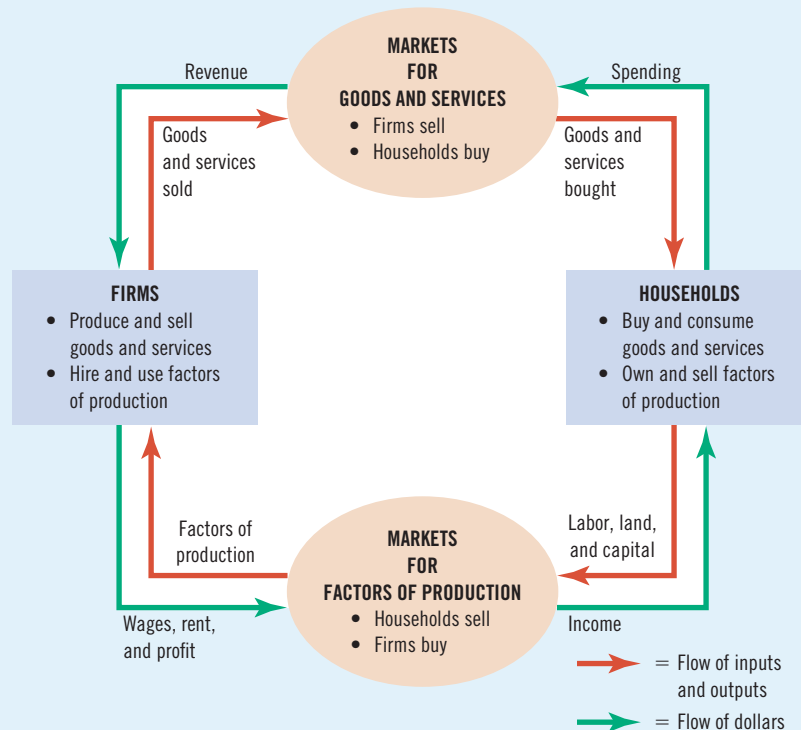 MARKETS
FOR
GOODS AND SERVICES
• Firms sell
• Households buy
Revenue
Spending
Goods
and services
sold
Goods and
services
bought
FIRMS
• Produce and sell
goods and services
• Hire and use factors
of production
HOUSEHOLDS
• Buy and consume
goods and services
• Own and sell factors
of production
Factors of
production
Labor, land,
and capital
MARKETS
FOR
FACTORS OF PRODUCTION
• Households sell
• Firms buy
Wages, rent,
and profit
Income
= Flow of inputs
and outputs
= Flow of dollars